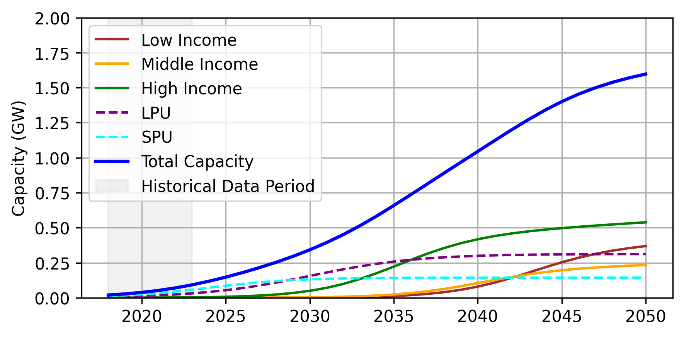 2.00
1.75
1.50
1.25
1.00
0.75
0.50
0.25
0.00
Capacity (GW)
Low Income
Middle Income
High Income
LPU
SPU
Total Capacity
Historical Data Period
2020 2025 2030 2035 2040 2045 2050